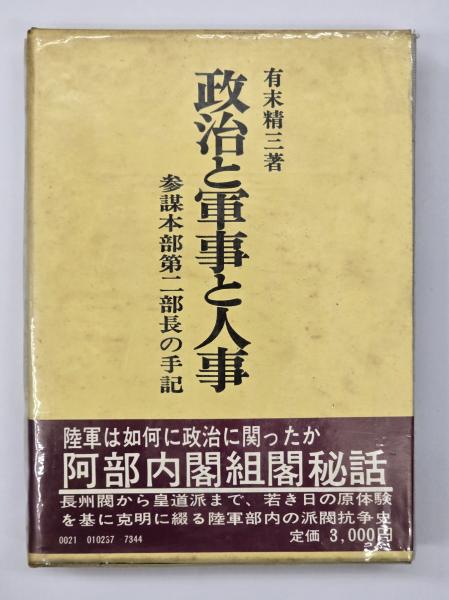 有末精三著
政治と軍事と人事
参謀本部第二部長の手記
陸軍は如何に政治に関ったか
阿部内閣組閣秘話
長州閥から皇道派まで、若き日の原体験
を基に克明に綴る陸軍部内の派閥抗争史
0021 010237 7344 定価 3,000円